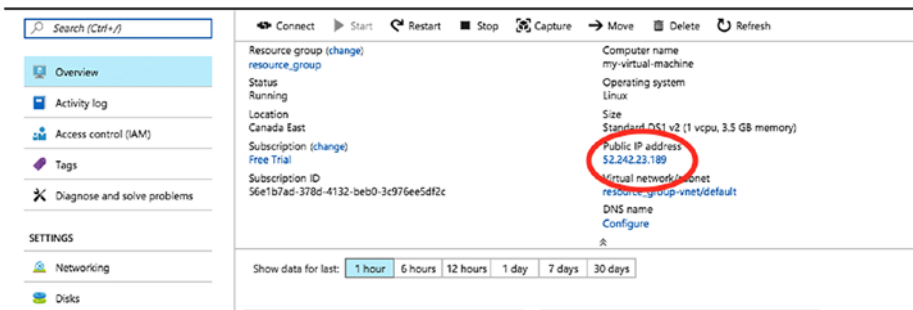 Search (Ctrl+/)
Overview
Activity log
Access control (IAM)
Tags
Diagnose and solve problems
SETTINGS
Networking
Disks
Connect Start Restart Stop Capture Move Delete Refresh
Resource group (change)
resource_group
Status
Running
Location
Canada East
Subscription (change)
Free Trial
Subscription ID
56e1b7ad-378d-4132-beb0-3c976ee5df2c
Computer name
my-virtual-machine
Operating system
Linux
Size
Standard DS1 v2 (1 vcpu, 3.5 GB memory)
Public IP address
52.242.23.189
Virtual network/subnet
resource_group-vnet/default
DNS name
Configure
Show data for last: 1 hour 6 hours 12 hours 1 day 7 days 30 days